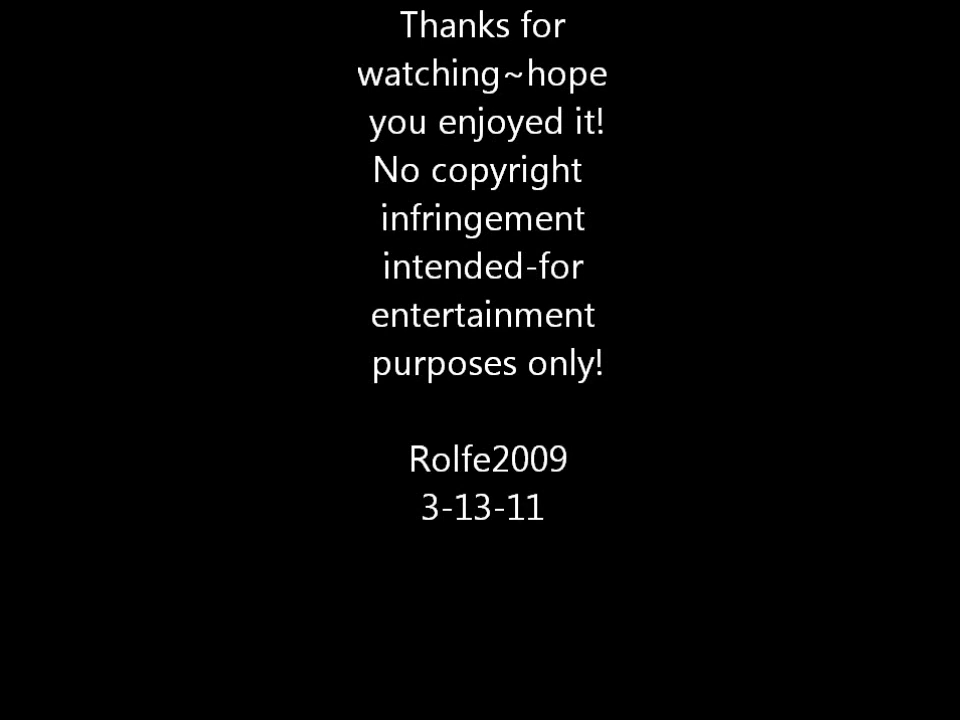 Thanks for
watching~hope
you enjoyed it!
No copyright
infringement
intended-for
entertainment
purposes only!
Rolfe2009
3-13-11